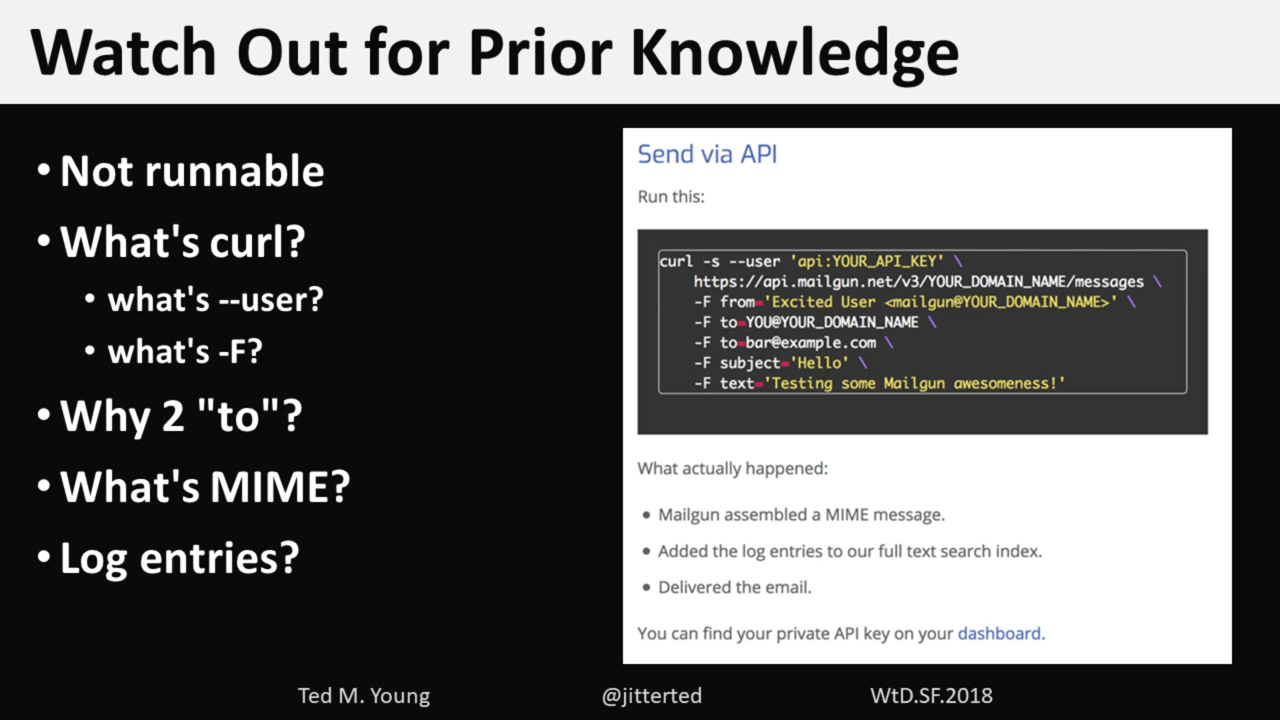 Watch Out for Prior Knowledge
• Not runnable
• What's curl?
• what's --user?
• what's -F?
• Why 2 "to"?
• What's MIME?
• Log entries?
Send via API
Run this:
curl -s --user 'api:YOUR_API_KEY' \
https://api.mailgun.net/v3/YOUR_DOMAIN_NAME/messages \
-F from='Excited User <mailgun@YOUR_DOMAIN_NAME>' \
-F to=YOU@YOUR_DOMAIN_NAME \
-F to=bar@example.com \
-F subject='Hello' \
-F text='Testing some Mailgun awesomeness!'
What actually happened:
• Mailgun assembled a MIME message.
• Added the log entries to our full text search index.
• Delivered the email.
You can find your private API key on your dashboard.
Ted M. Young @jitterted WtD.SF.2018